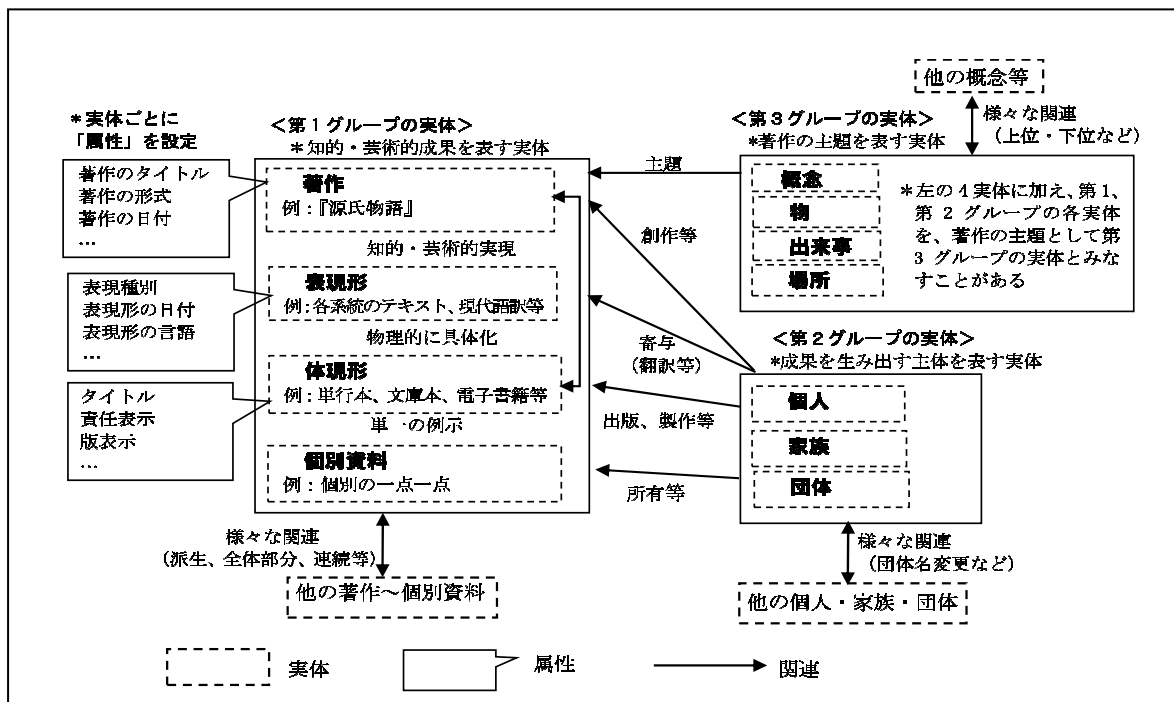 他の概念等
様々な関連
（上位・下位など）
＊実体ごとに
「属性」を設定
著作のタイトル
著作の形式
著作の日付
…
表現種別
表現形の日付
表現形の言語
…
タイトル
責任表示
版表示
…
＜第１グループの実体＞
＊知的・芸術的成果を表す実体
著作
例：『源氏物語』
知的・芸術的実現
表現形
例：各系統のテキスト、現代語訳等
物理的に具体化
体現形
例：単行本、文庫本、電子書籍等
単一の例示
個別資料
例：個別の一点一点
様々な関連
（派生、全体部分、連続等）
他の著作～個別資料
主題
創作等
寄与
（翻訳等）
出版、製作等
所有等
＜第３グループの実体＞
*著作の主題を表す実体
概念
物
出来事
場所
＊左の４実体に加え、第１、
第２グループの各実体
を、著作の主題として第
３グループの実体とみな
すことがある
＜第２グループの実体＞
*成果を生み出す主体を表す実体
個人
家族
団体
様々な関連
（団体名変更など）
他の個人・家族・団体
実体
属性
関連